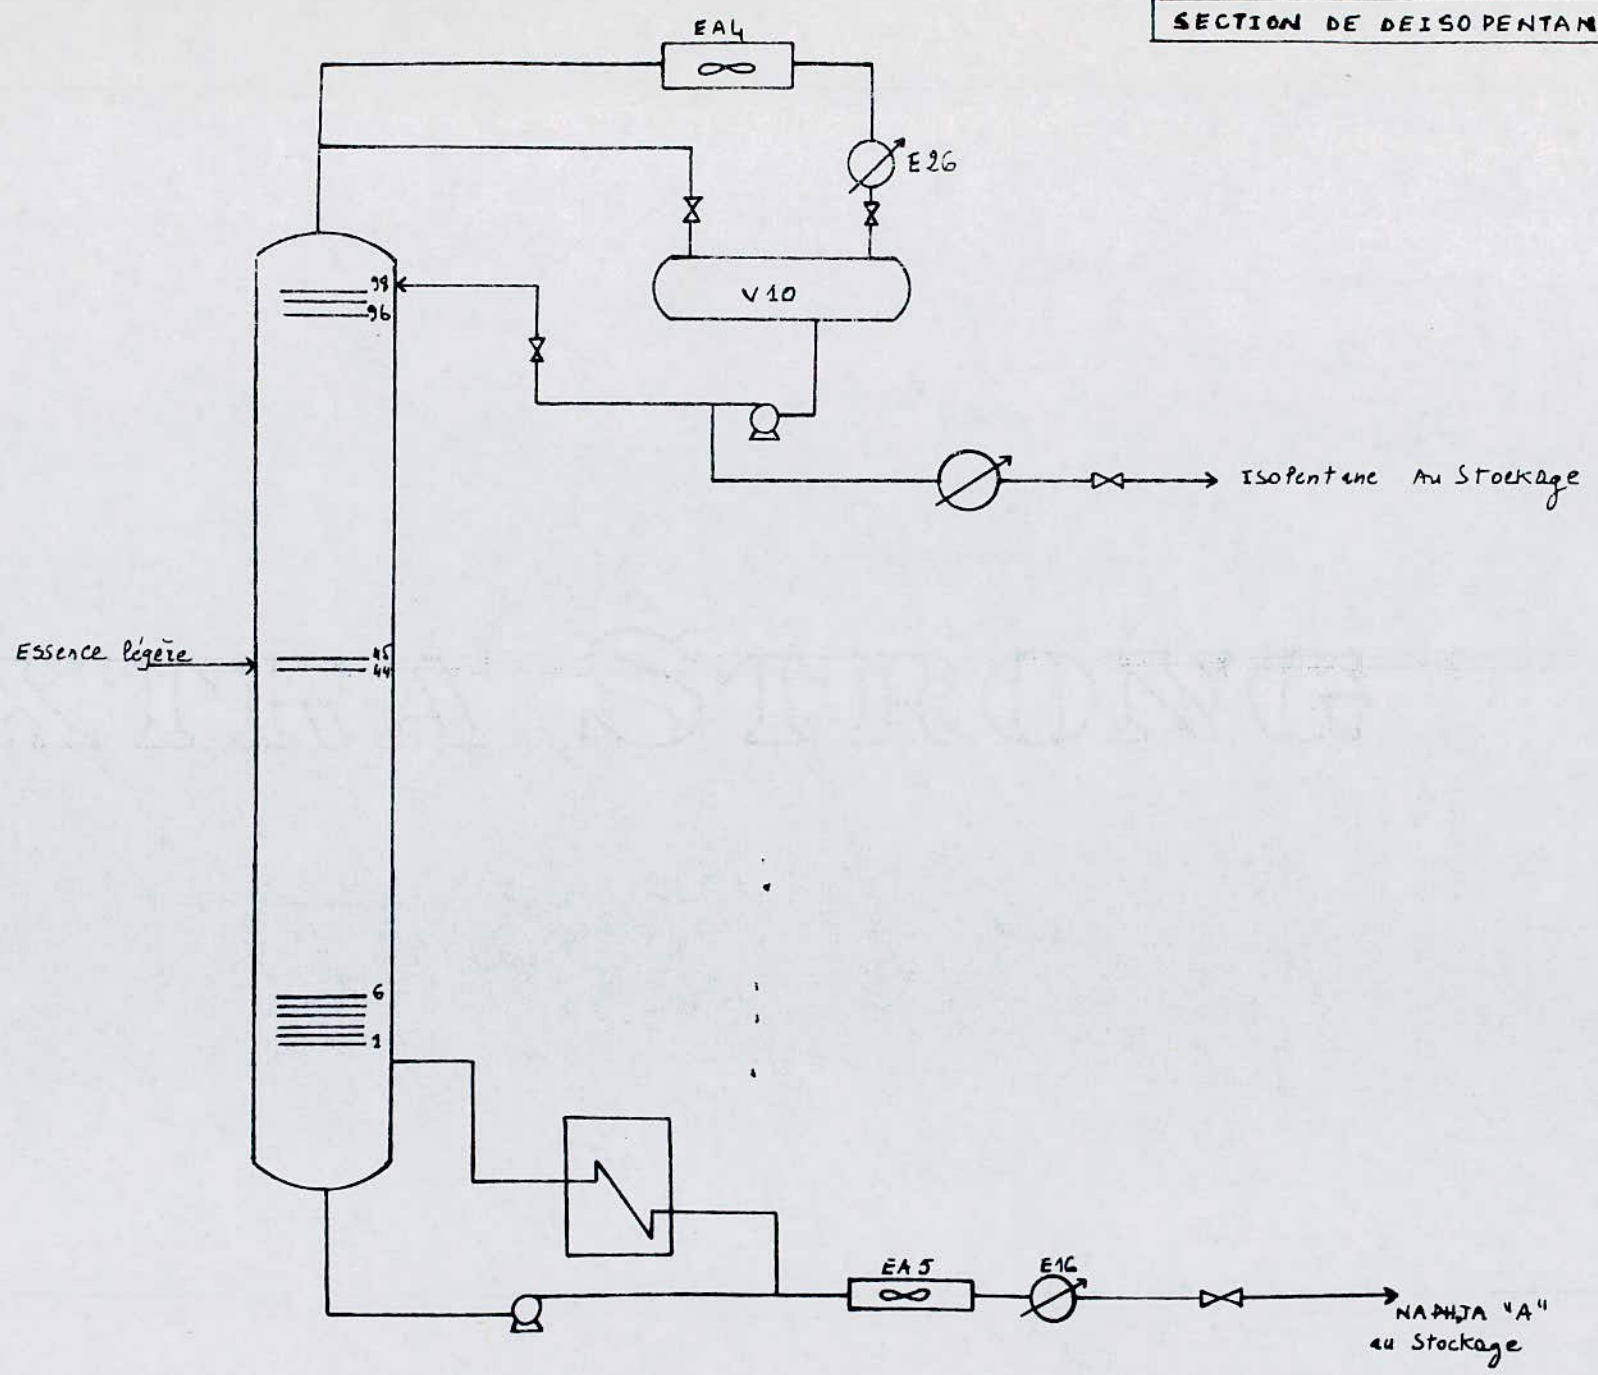 SECTION DE DEISOPENTAN
EA4
E26
V10
98
96
Isopentane Au Stockage
Essence légère
45
44
6
1
EA5
E16
NAPHTA "A"
au Stockage